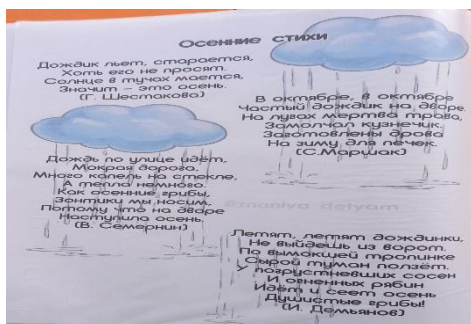 Осенние стихи
Дождик льет, старается,
Хоть его не просят.
Солнце в тучах мается,
Значит – это осень.
(Г. Шестакова)
Дождь по улице идёт,
Мокрая дорога,
Много капель на стекле,
А тепла немного.
Как осенние грибы,
Зонтики мы носим,
Потому что на дворе
Наступила осень.
(В. Семернин)
В октябре, в октябре
Частый дождик на дворе.
На лугах мертва трава,
Замолчал кузнечик.
Заготовлены дрова
На зиму для печек.
(С.Маршак)
@znaniya_detyam
Летят, летят дождинки,
Не выйдешь из ворот.
По вымокшей тропинке
Сырой туман ползёт.
У погрустневших сосен
И огненных рябин
Идёт и сеет осень
Душистые грибы!
(И. Демьянов)